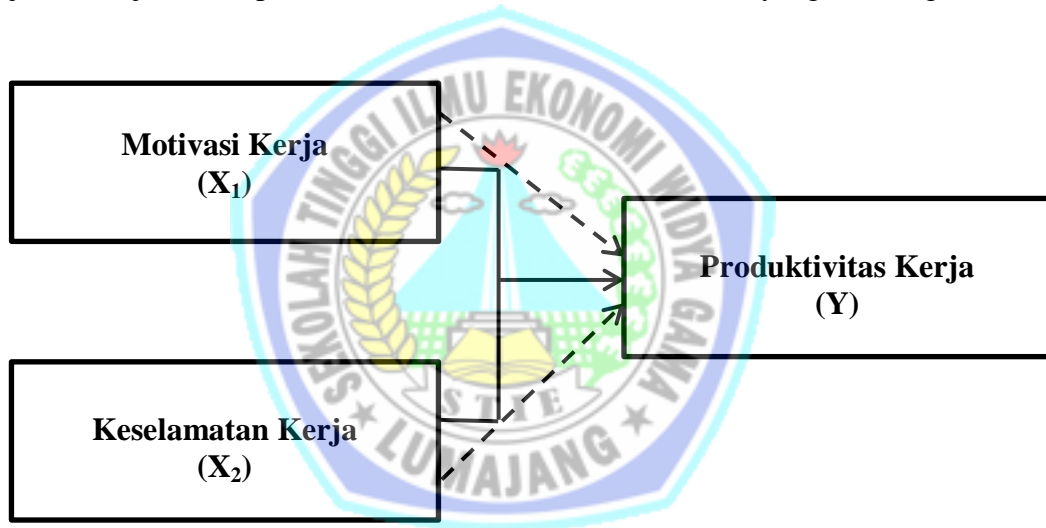 Motivasi Kerja
(X₁)
Produktivitas Kerja
(Y)
Keselamatan Kerja
(X₂)
SEKOLAH TINGGI ILMU EKONOMI WIDYA GAMA
STIE
LUMAJANG